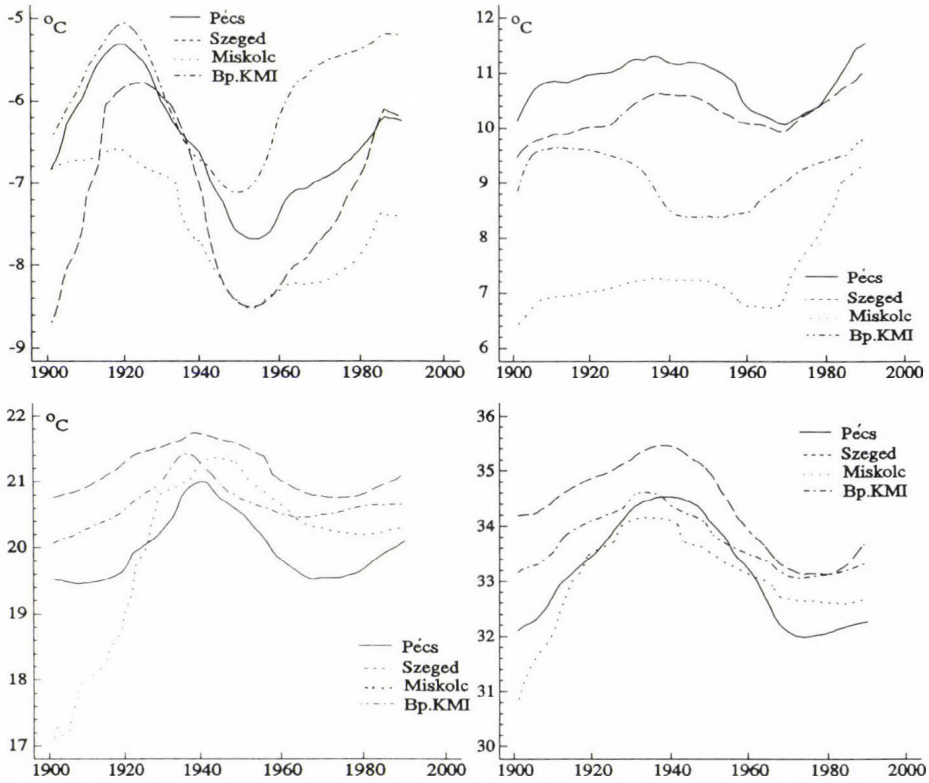 °C
-5
-6
-7
-8
-9
1900 1920 1940 1960 1980 2000
Pécs
Szeged
Miskolc
Bp.KMI
°C
12
11
10
9
8
7
6
1900 1920 1940 1960 1980 2000
Pécs
Szeged
Miskolc
Bp.KMI
°C
22
21
20
19
18
17
1900 1920 1940 1960 1980 2000
Pécs
Szeged
Miskolc
Bp.KMI
36
35
34
33
32
31
30
1900 1920 1940 1960 1980 2000
Pécs
Szeged
Miskolc
Bp.KMI